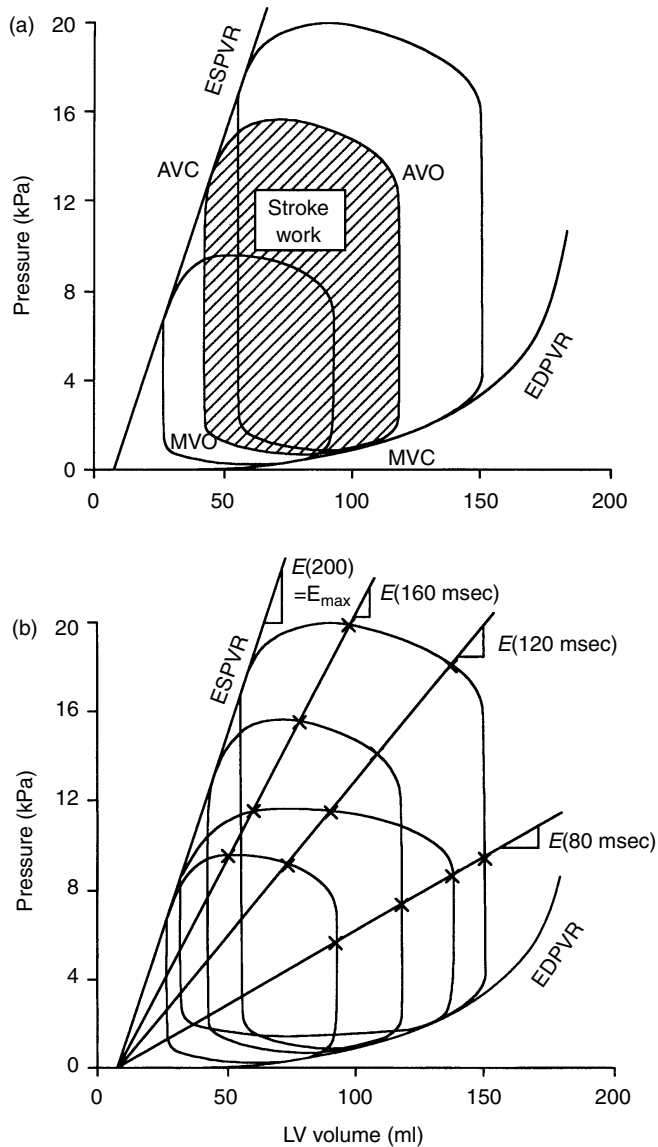 (a)
20
16
12
8
4
0
Pressure (kPa)
ESPVR
AVC
AVO
Stroke
work
MVO
MVC
EDPVR
0
50
100
150
200
(b)
E(200)
=E_max
E(160 msec)
E(120 msec)
E(80 msec)
20
16
12
8
4
0
Pressure (kPa)
ESPVR
EDPVR
0
50
100
150
200
LV volume (ml)